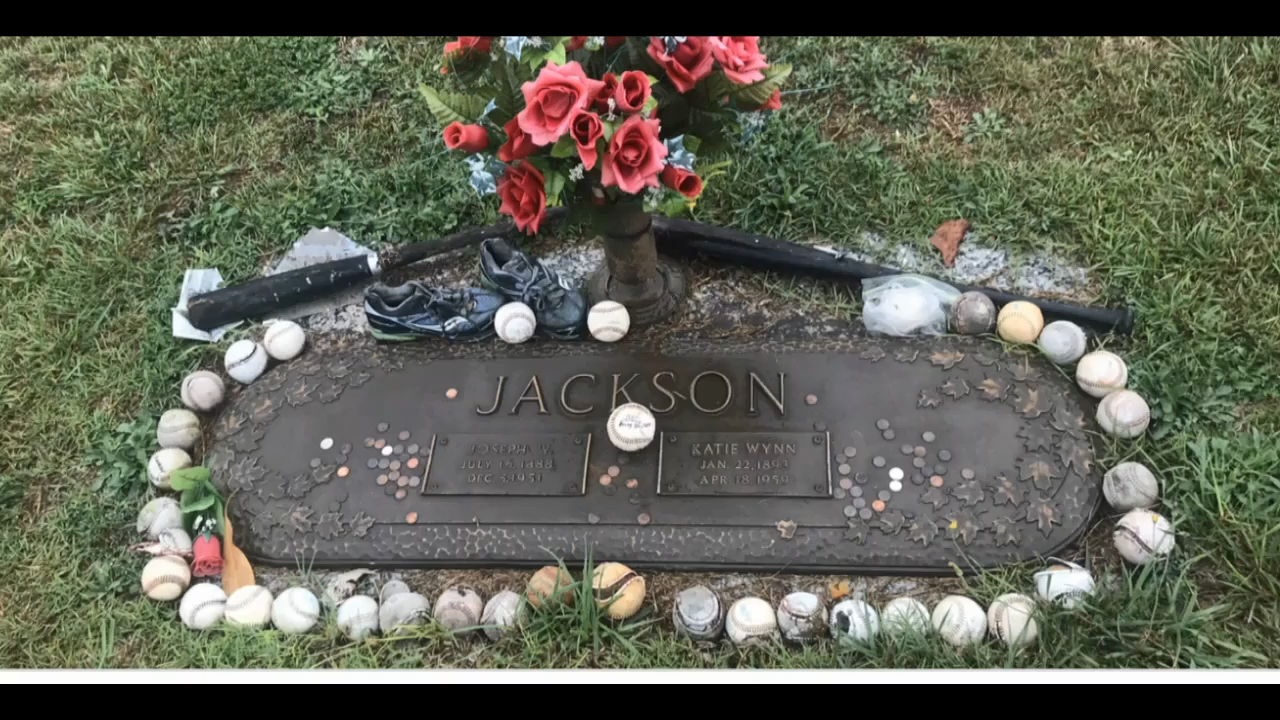 JACKSON
JOSEPH W.
JULY 16, 1888
DEC. 5, 1951
KATIE WYNN
JAN. 22, 1893
APR. 18, 1959